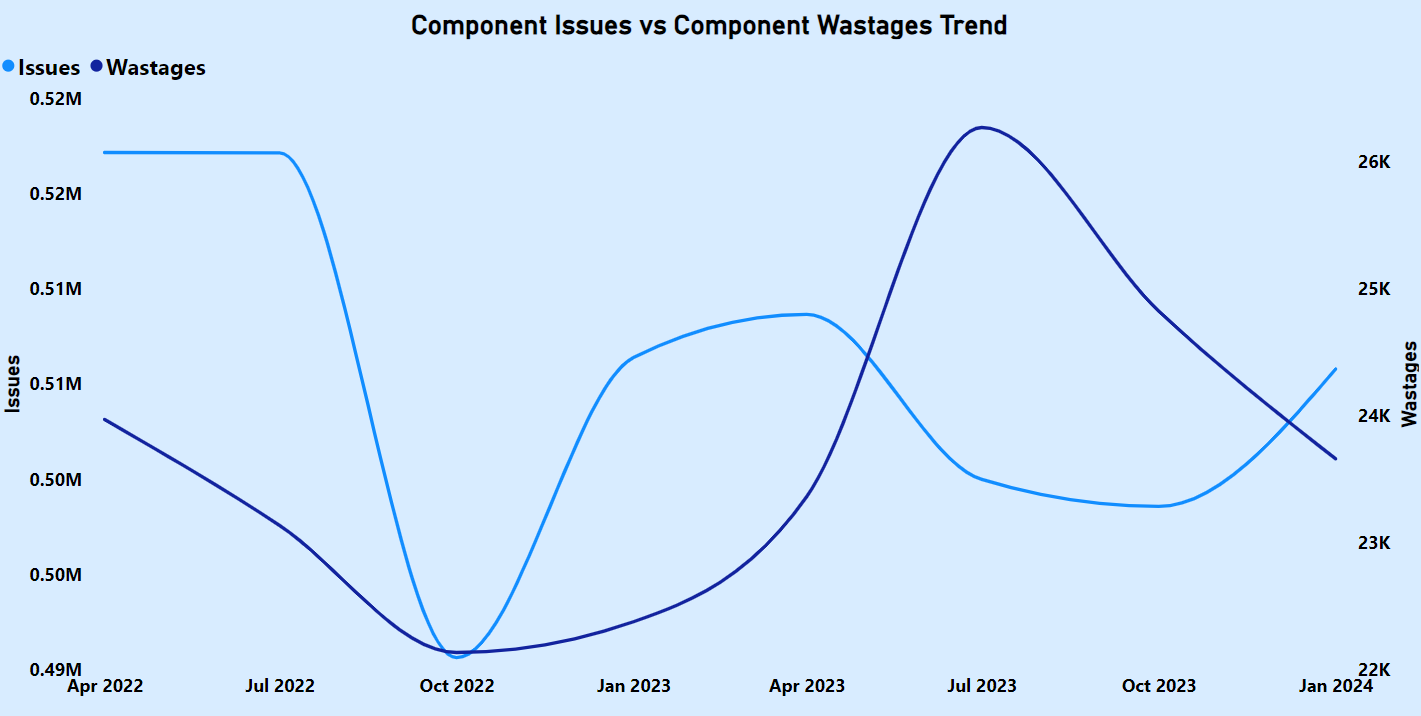 Component Issues vs Component Wastages Trend
Issues Wastages
0.52M
0.52M
0.51M
0.51M
0.50M
0.50M
0.49M
Issues
26K
25K
24K
23K
22K
Wastages
Apr 2022 Jul 2022 Oct 2022 Jan 2023 Apr 2023 Jul 2023 Oct 2023 Jan 2024